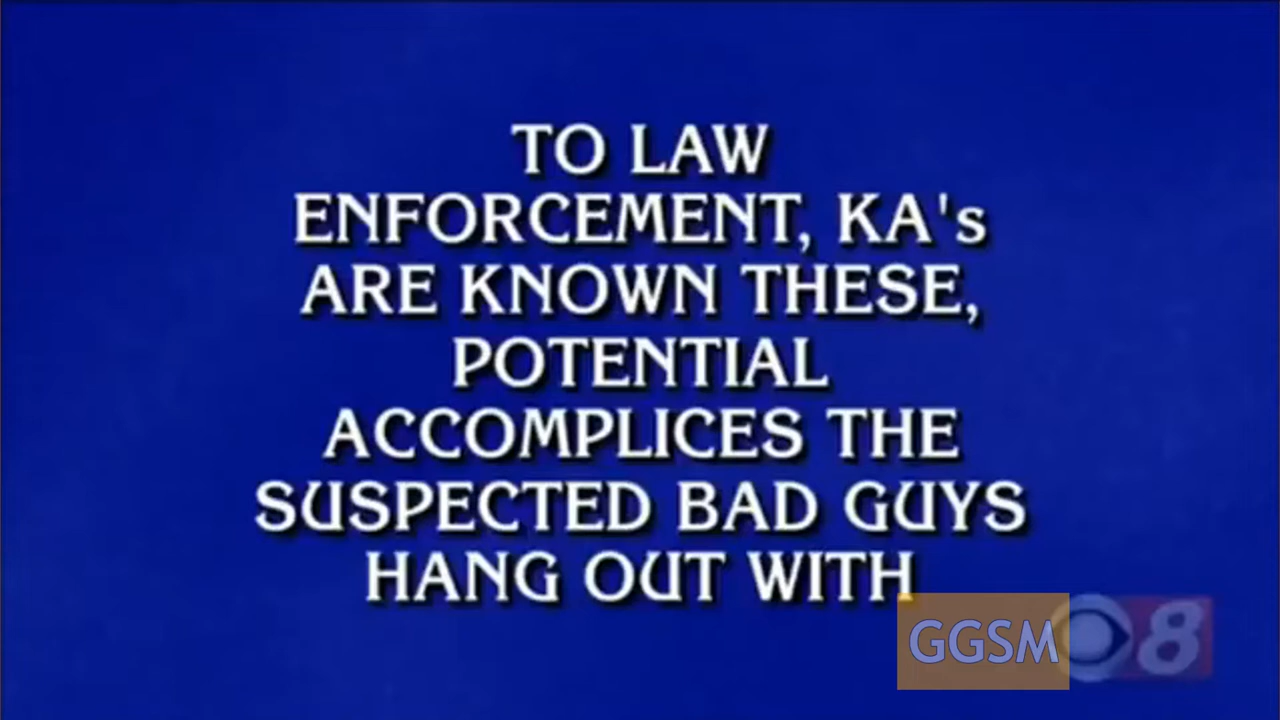 TO LAW
ENFORCEMENT, KA's
ARE KNOWN THESE,
POTENTIAL
ACCOMPLICES THE
SUSPECTED BAD GUYS
HANG OUT WITH
GGSM
8